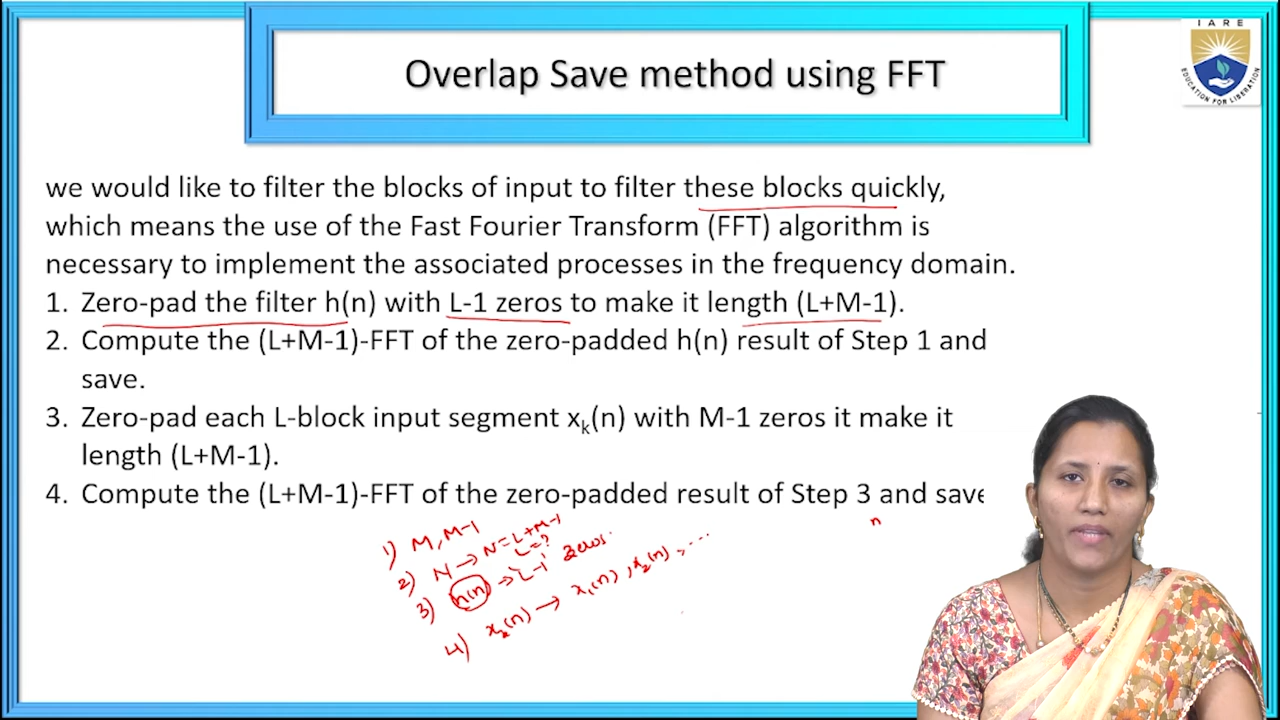 IARE
EDUCATION FOR LIBERATION
Overlap Save method using FFT
we would like to filter the blocks of input to filter these blocks quickly,
which means the use of the Fast Fourier Transform (FFT) algorithm is
necessary to implement the associated processes in the frequency domain.
1. Zero-pad the filter h(n) with L-1 zeros to make it length (L+M-1).
2. Compute the (L+M-1)-FFT of the zero-padded h(n) result of Step 1 and
save.
3. Zero-pad each L-block input segment xₖ(n) with M-1 zeros it make it
length (L+M-1).
4. Compute the (L+M-1)-FFT of the zero-padded result of Step 3 and save
n
1) M, M-1
2) N → N=L+M-1
L=?
3) h(n) → L-1 zeros.
4) x₂(n) → x₁(n), x₂(n), ...